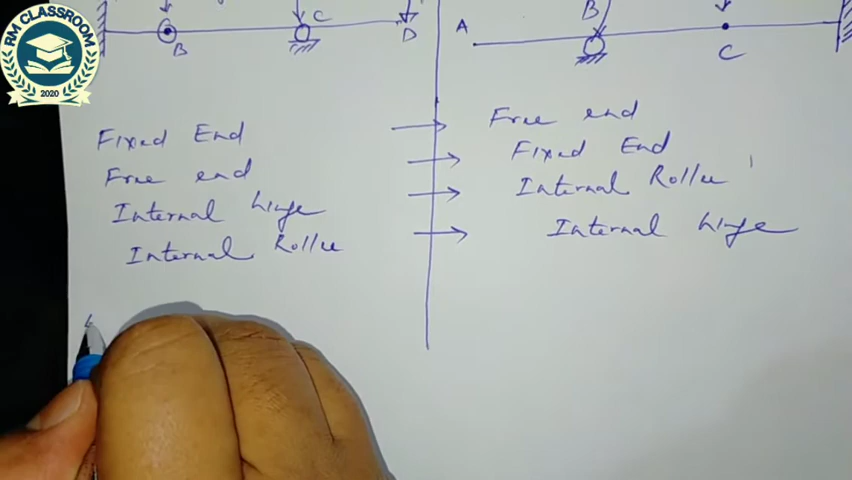 RM CLASSROOM
2020
B
C
D
A
B
C
Fixed End → Free end
Free end → Fixed End
Internal hinge → Internal Roller
Internal Roller → Internal hinge